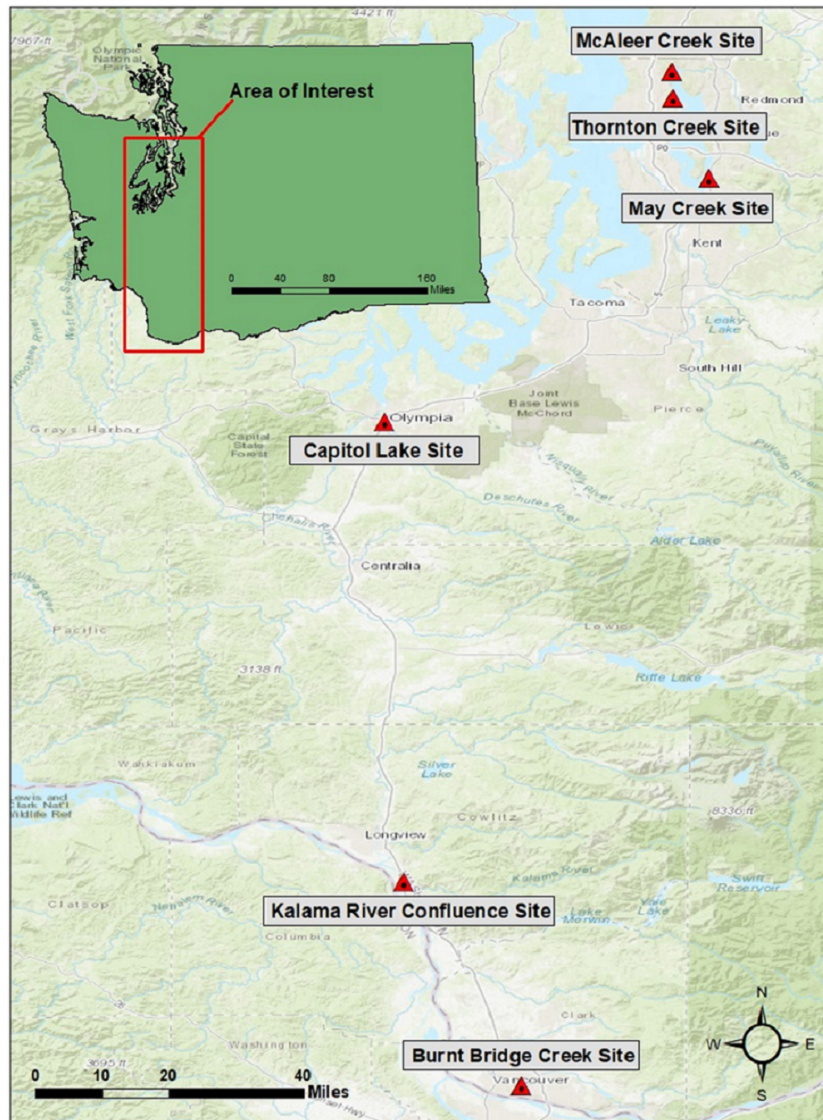 4421 ft
7967 ft
Olympic
National
Park
Area of Interest
0 40 80 160
Miles
McAleer Creek Site
Redmond
Thornton Creek Site
May Creek Site
Kent
Tacoma
Leaky
Lake
South Hill
Joint
Base Lewis
McChord
Pierce
Puyallup River
Grays Harbor
Olympia
Capital
State
Forest
Capitol Lake Site
Nisqually River
Deschutes River
Chehalis River
Alder Lake
Centralia
Pacific
Lewis
3138 ft
Riffe Lake
Wahkiakum
Silver
Lake
Lewis and
Clark Nat'l
Wildlife Ref
8336 ft
Longview
Cowlitz
Kalama River
Swift
Reservoir
Clatsop
Nehalem River
Kalama River Confluence Site
Yale
Lake
Lake
Merwin
Columbia
Clark
N
W E
S
Washington
Burnt Bridge Creek Site
3695 ft
Vancouver
0 10 20 40
Miles